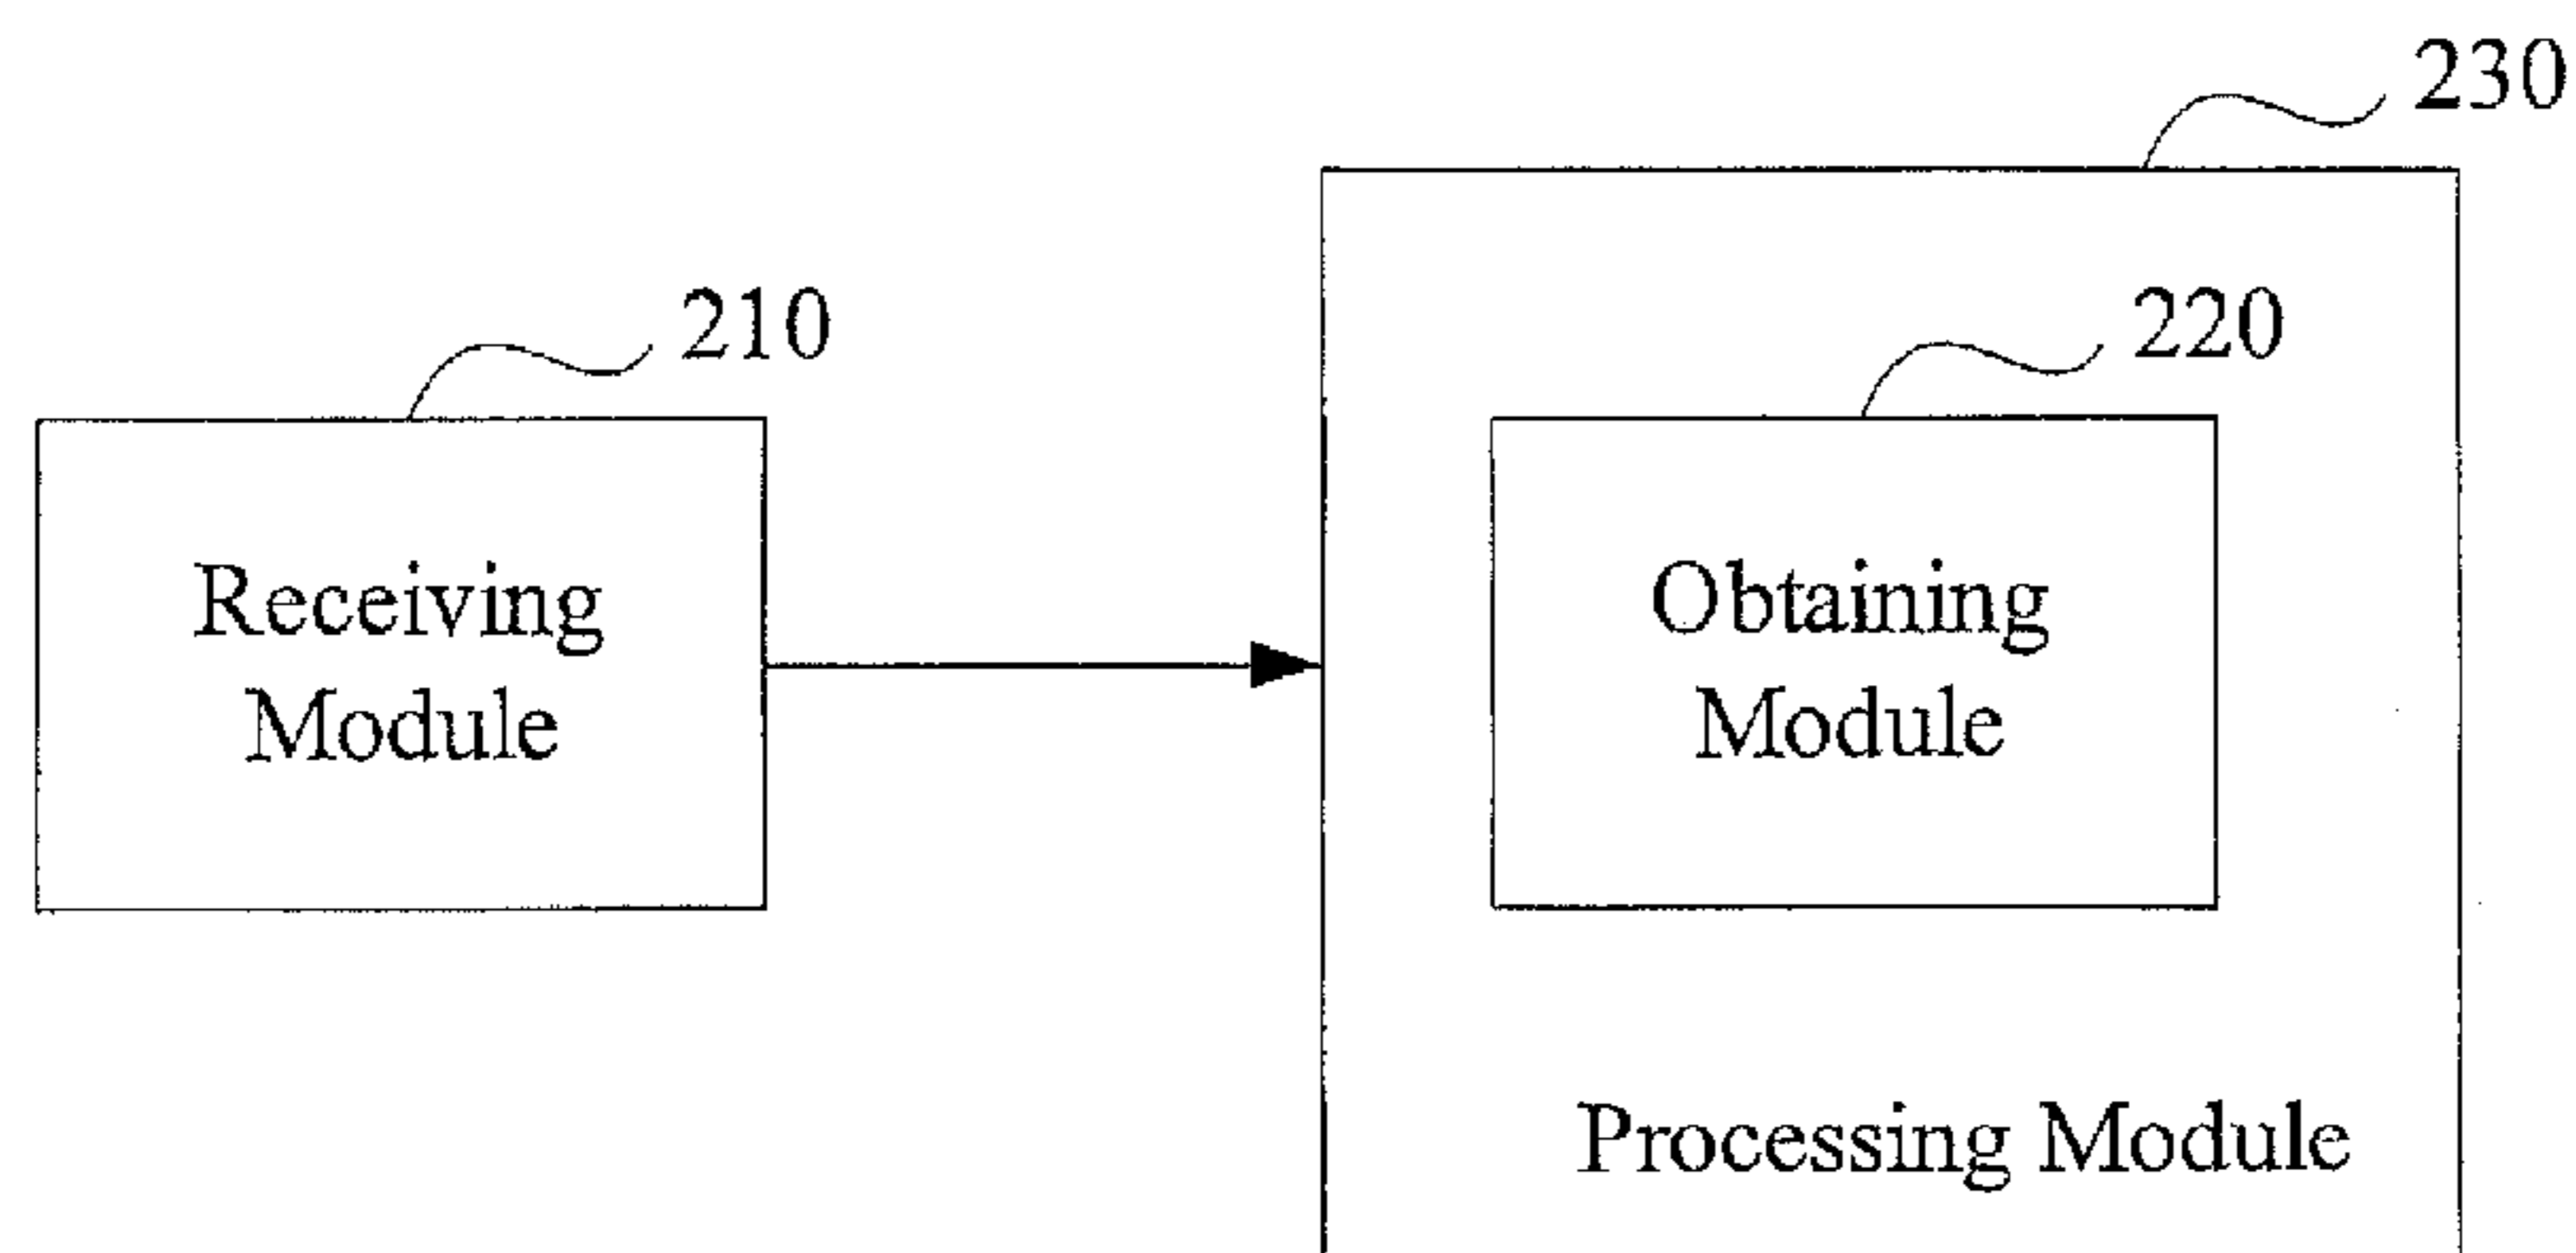 230
210
220
Receiving
Module
Obtaining
Module
Processing Module